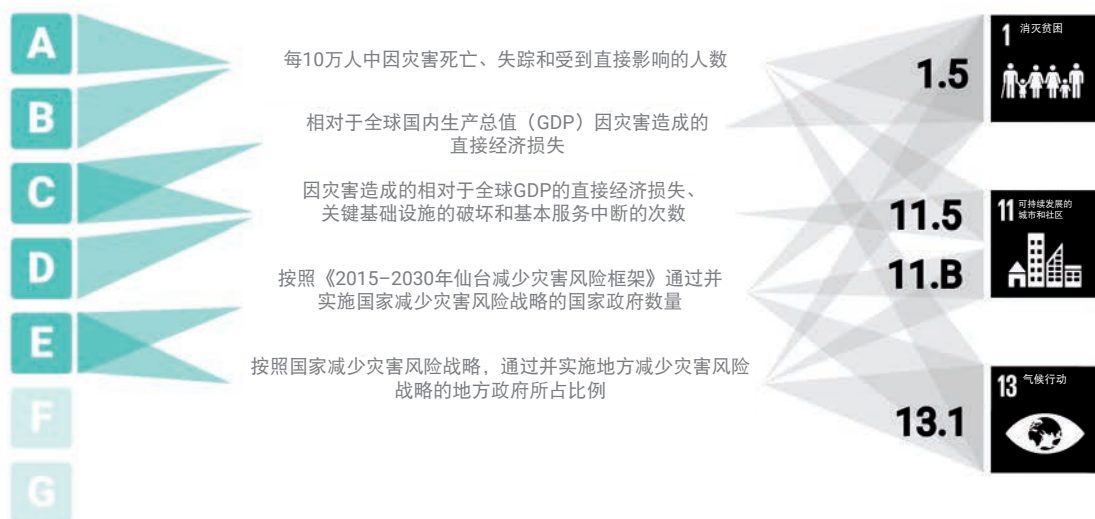 A
B
C
D
E
F
G
每10万人中因灾害死亡、失踪和受到直接影响的人数
相对于全球国内生产总值（GDP）因灾害造成的
直接经济损失
因灾害造成的相对于全球GDP的直接经济损失、
关键基础设施的破坏和基本服务中断的次数
按照《2015–2030年仙台减少灾害风险框架》通过并
实施国家减少灾害风险战略的国家政府数量
按照国家减少灾害风险战略，通过并实施地方减少灾害风险
战略的地方政府所占比例
1.5
11.5
11.B
13.1
1 消灭贫困
11 可持续发展的
城市和社区
13 气候行动